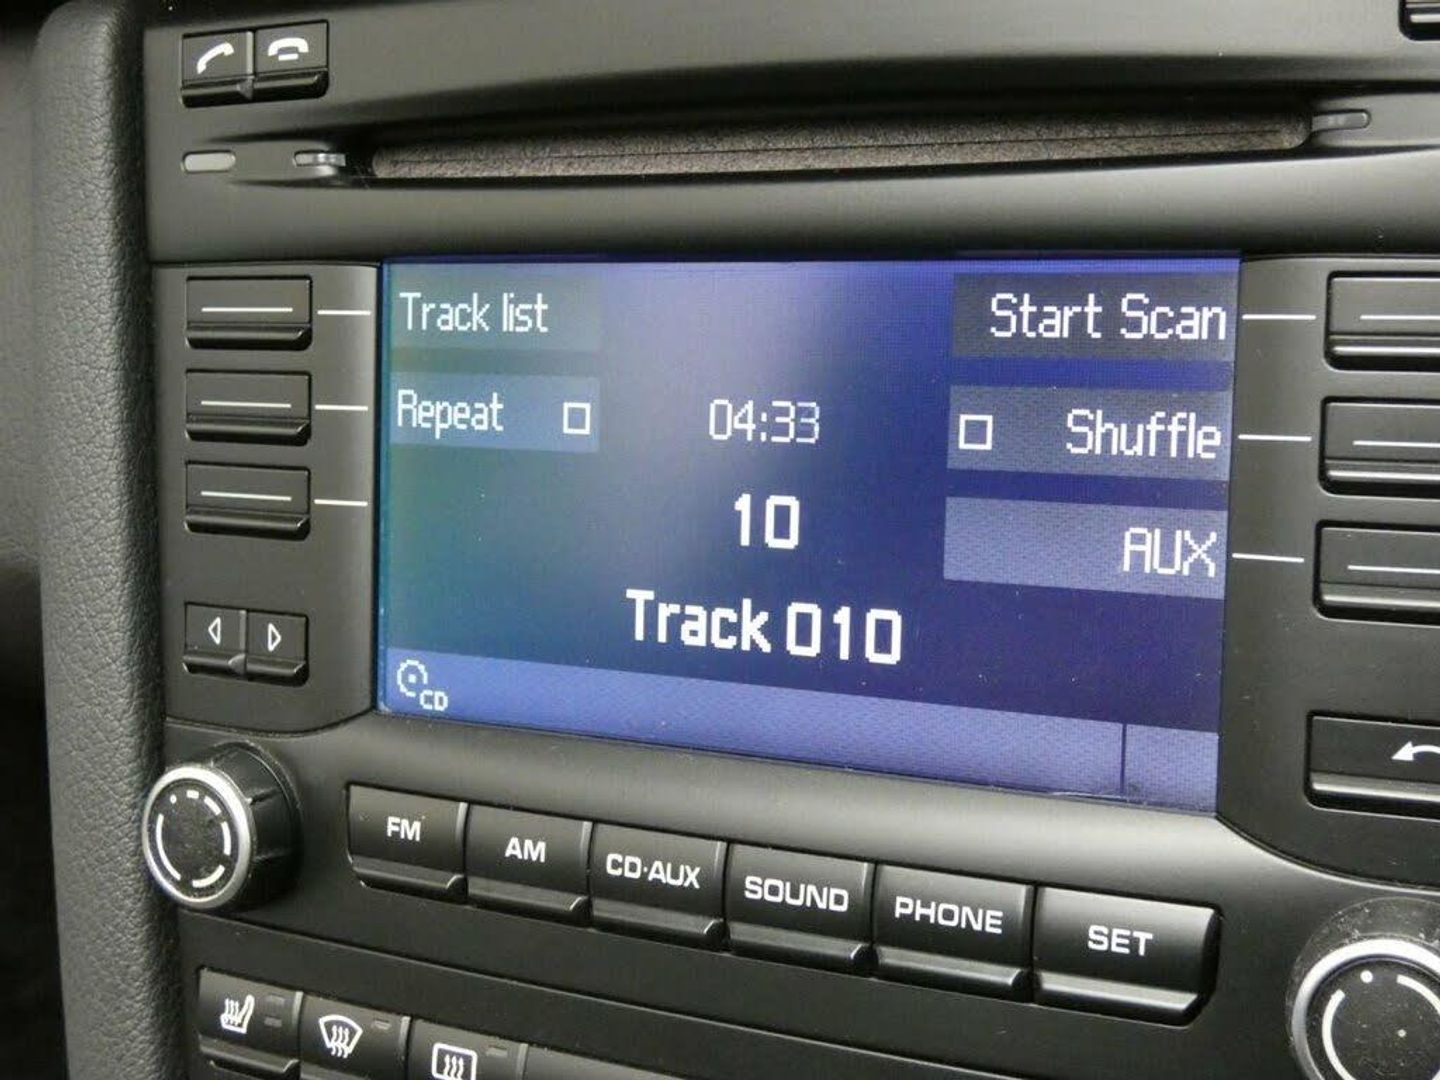 Track list
Start Scan
Repeat
04:33
Shuffle
10
AUX
Track 010
CD
FM
AM
CD·AUX
SOUND
PHONE
SET